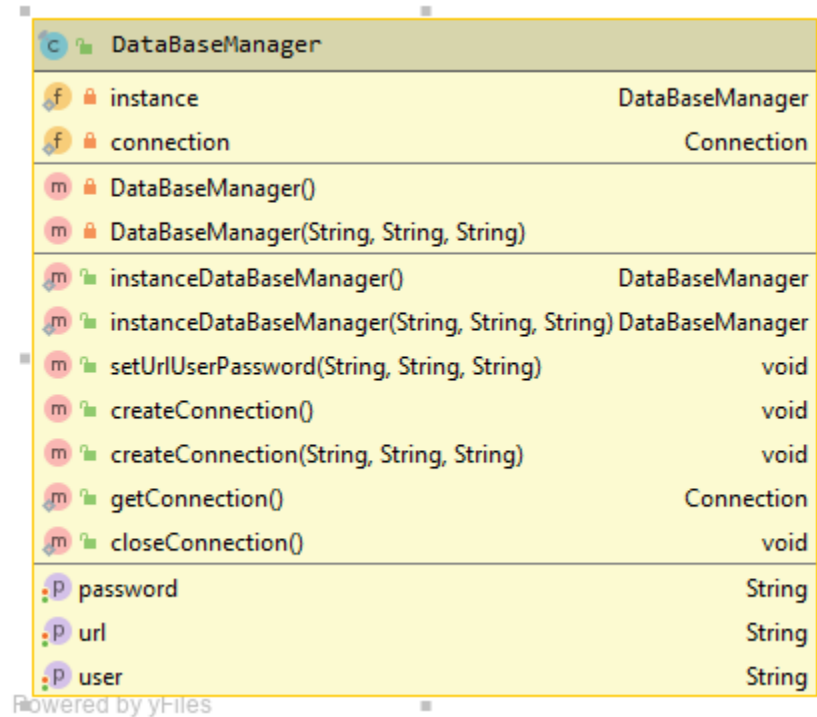 DataBaseManager
instance DataBaseManager
connection Connection
DataBaseManager()
DataBaseManager(String, String, String)
instanceDataBaseManager() DataBaseManager
instanceDataBaseManager(String, String, String) DataBaseManager
setUrlUserPassword(String, String, String) void
createConnection() void
createConnection(String, String, String) void
getConnection() Connection
closeConnection() void
password String
url String
user String
Powered by yFiles